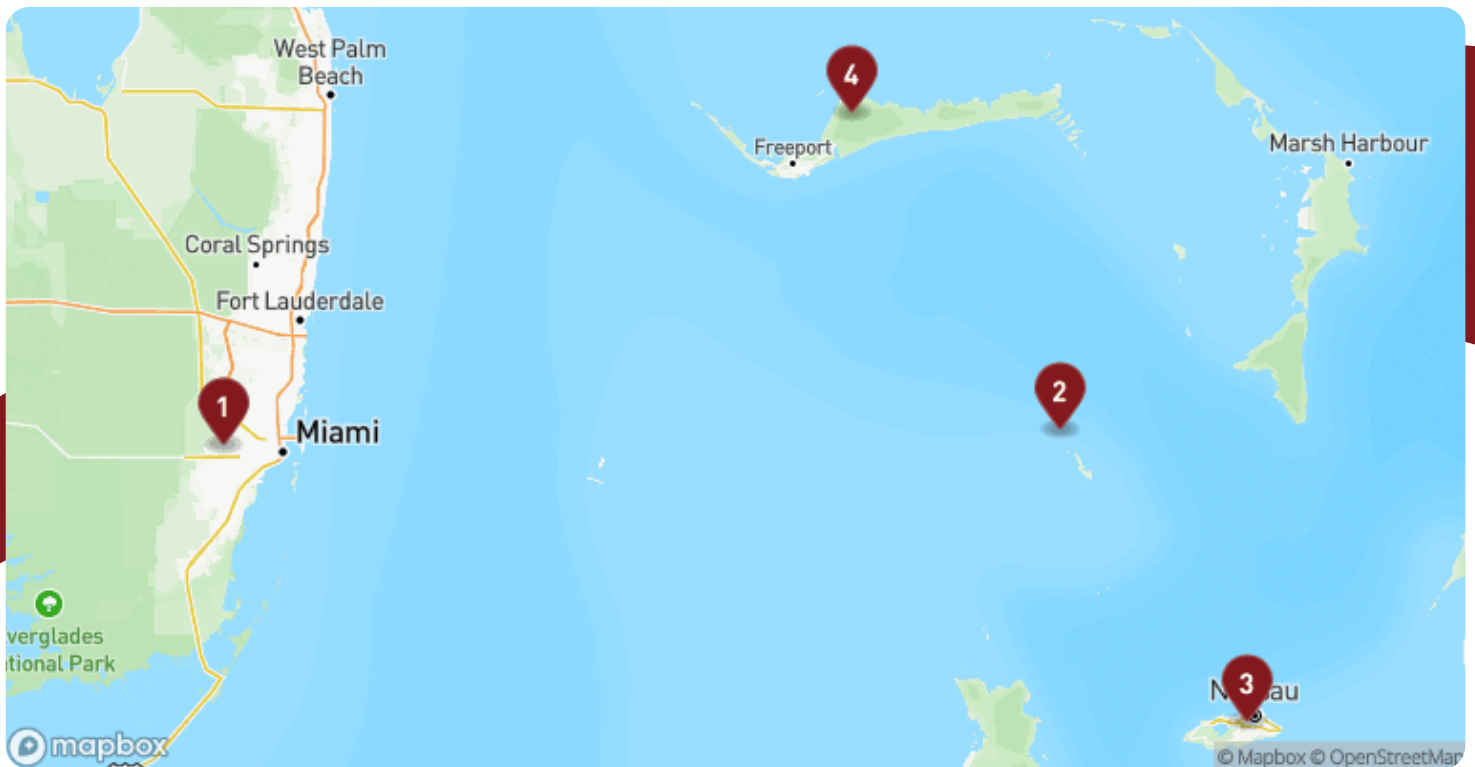 West Palm
Beach
4
Freeport
Marsh Harbour
Coral Springs
Fort Lauderdale
1
2
Miami
verglades
tional Park
3
mapbox
© Mapbox © OpenStreetMap